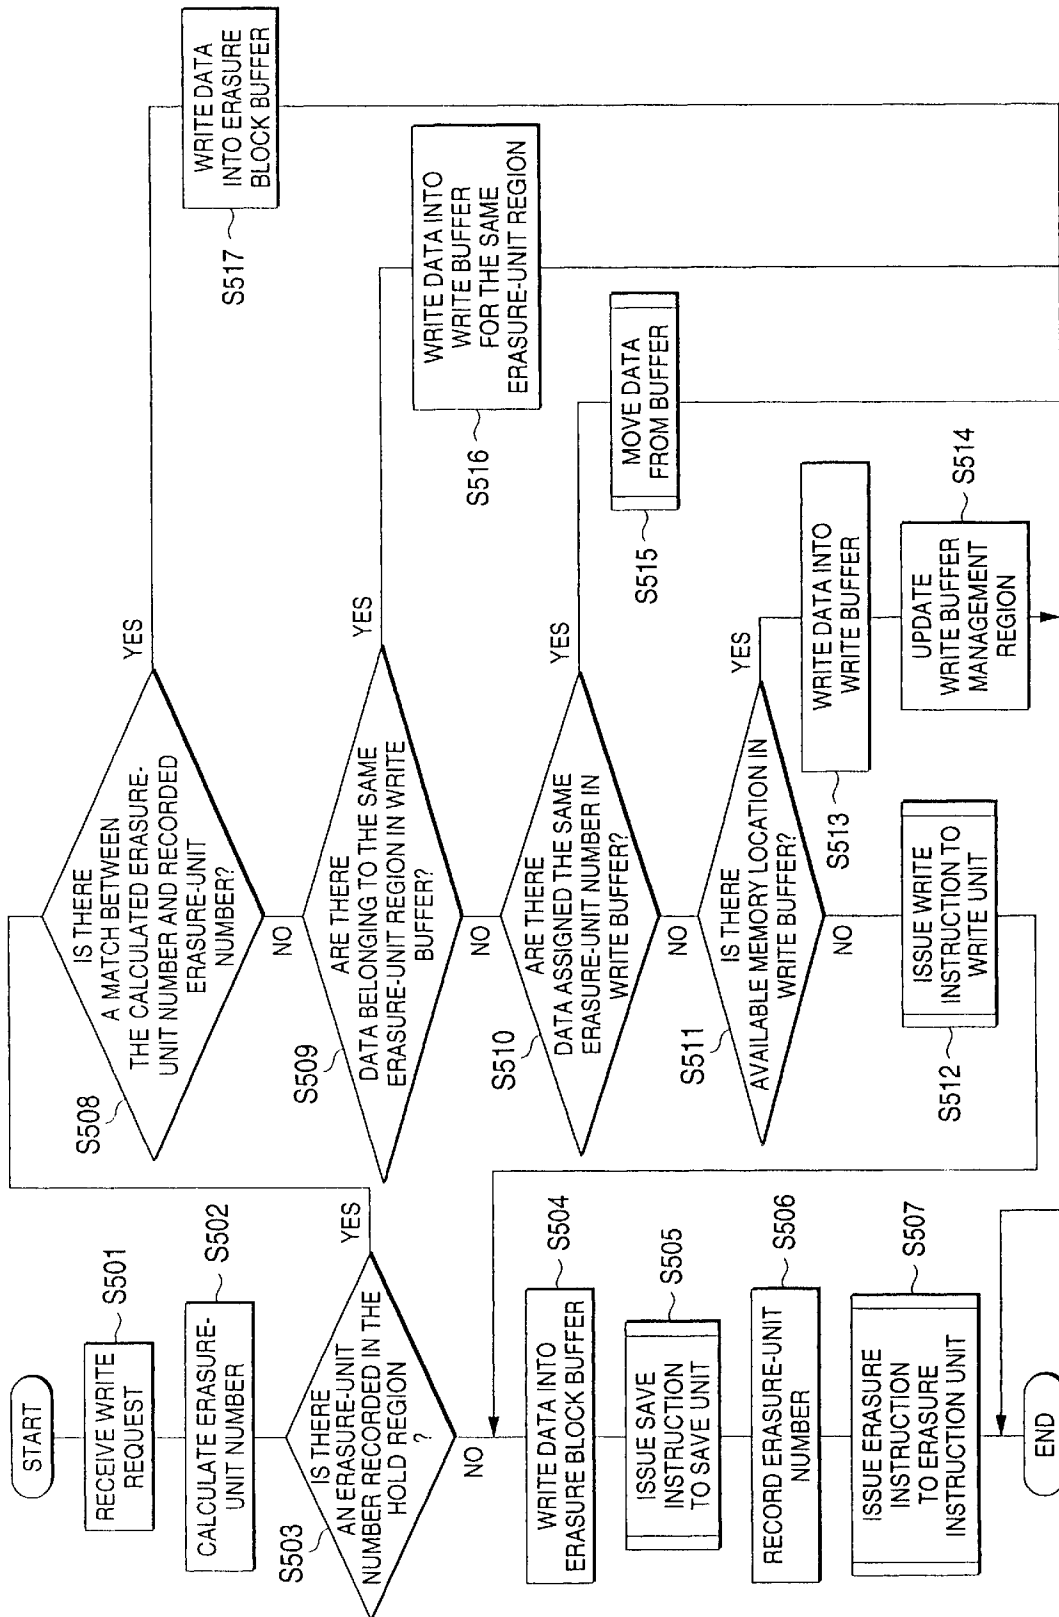 START
RECEIVE WRITE
REQUEST
S501
CALCULATE ERASURE-
UNIT NUMBER
S502
IS THERE
AN ERASURE-UNIT
NUMBER RECORDED IN THE
HOLD REGION
?
S503
YES
NO
WRITE DATA INTO
ERASURE BLOCK BUFFER
S504
ISSUE SAVE
INSTRUCTION
TO SAVE UNIT
S505
RECORD ERASURE-UNIT
NUMBER
S506
ISSUE ERASURE
INSTRUCTION
TO ERASURE
INSTRUCTION UNIT
S507
END
IS THERE
A MATCH BETWEEN
THE CALCULATED ERASURE-
UNIT NUMBER AND RECORDED
ERASURE-UNIT
NUMBER?
S508
YES
NO
ARE THERE
DATA BELONGING TO THE SAME
ERASURE-UNIT REGION IN WRITE
BUFFER?
S509
YES
NO
ARE THERE
DATA ASSIGNED THE SAME
ERASURE-UNIT NUMBER IN
WRITE BUFFER?
S510
YES
NO
IS THERE
AVAILABLE MEMORY LOCATION IN
WRITE BUFFER?
S511
YES
NO
ISSUE WRITE
INSTRUCTION TO
WRITE UNIT
S512
WRITE DATA INTO
WRITE BUFFER
S513
UPDATE
WRITE BUFFER
MANAGEMENT
REGION
S514
MOVE DATA
FROM BUFFER
S515
WRITE DATA INTO
WRITE BUFFER
FOR THE SAME
ERASURE-UNIT REGION
S516
WRITE DATA
INTO ERASURE
BLOCK BUFFER
S517